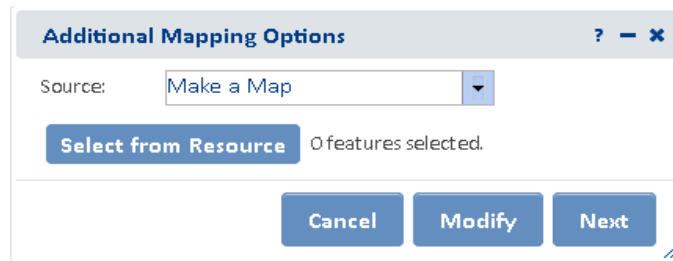 Additional Mapping Options ? – ×
Source: Make a Map
Select from Resource 0 features selected.
Cancel Modify Next